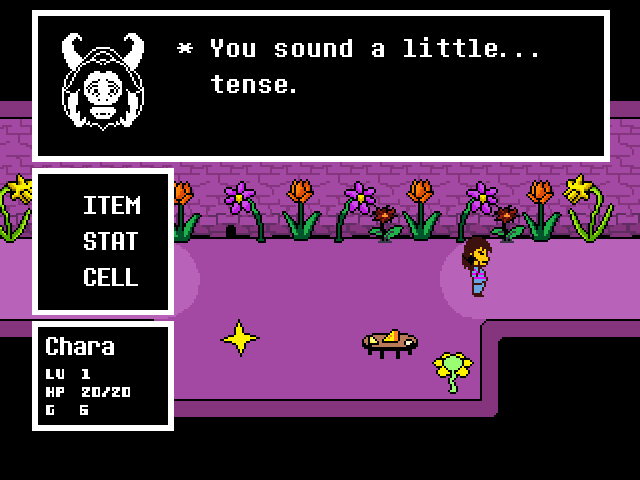 * You sound a little...
tense.
ITEM
STAT
CELL
Chara
LV 1
HP 20/20
G 6